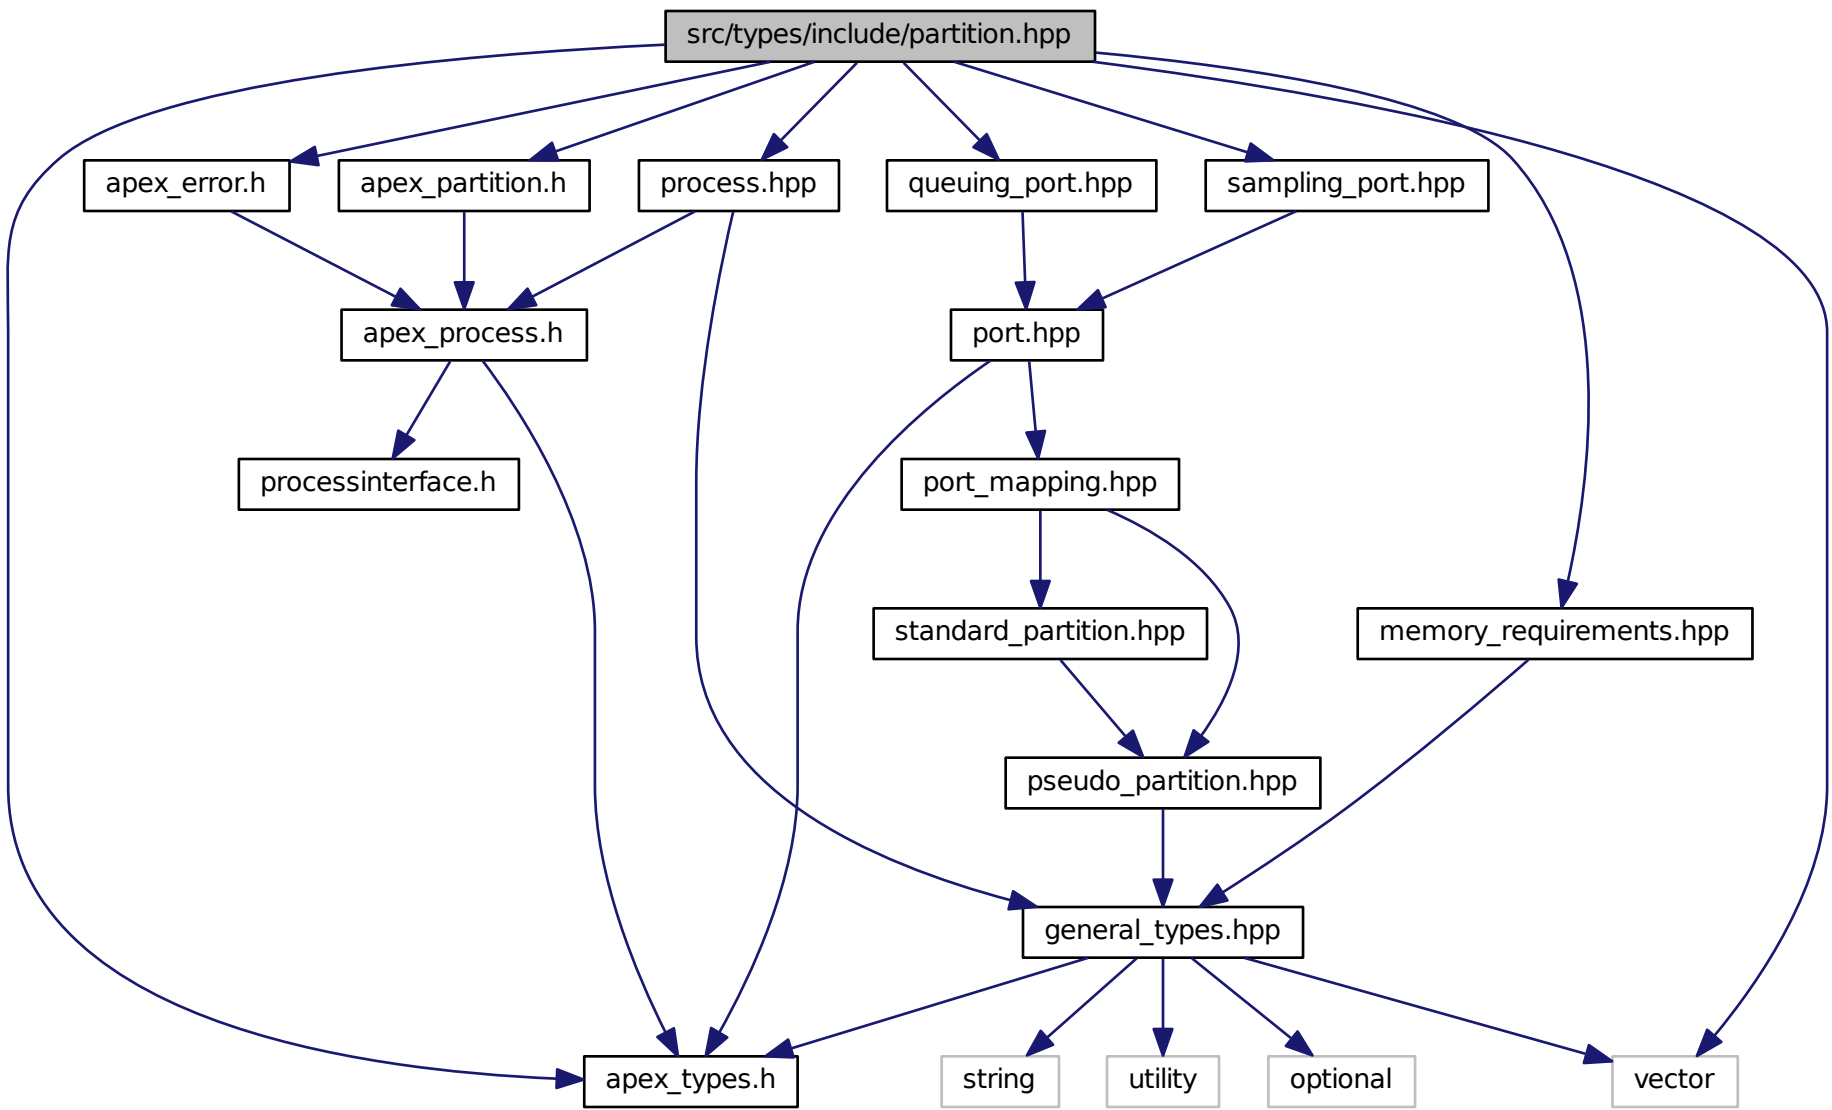 src/types/include/partition.hpp
apex_error.h
apex_partition.h
process.hpp
queuing_port.hpp
sampling_port.hpp
apex_process.h
port.hpp
processinterface.h
port_mapping.hpp
standard_partition.hpp
memory_requirements.hpp
pseudo_partition.hpp
general_types.hpp
apex_types.h
string
utility
optional
vector